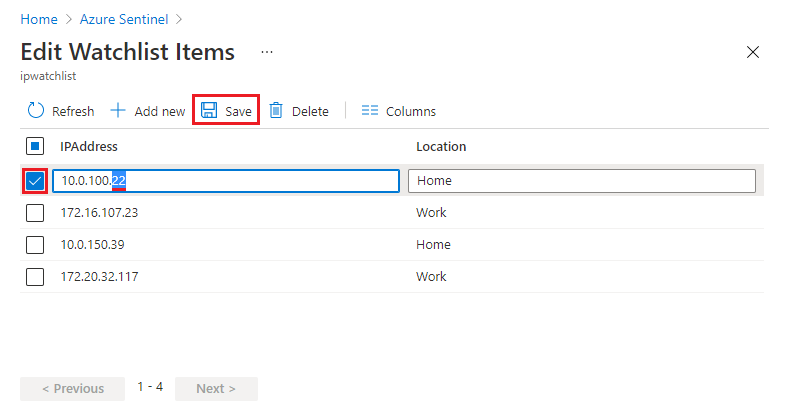 Home > Azure Sentinel >
Edit Watchlist Items ...
ipwatchlist
Refresh Add new Save Delete Columns
IPAddress Location
10.0.100.22 Home
172.16.107.23 Work
10.0.150.39 Home
172.20.32.117 Work
< Previous 1 - 4 Next >